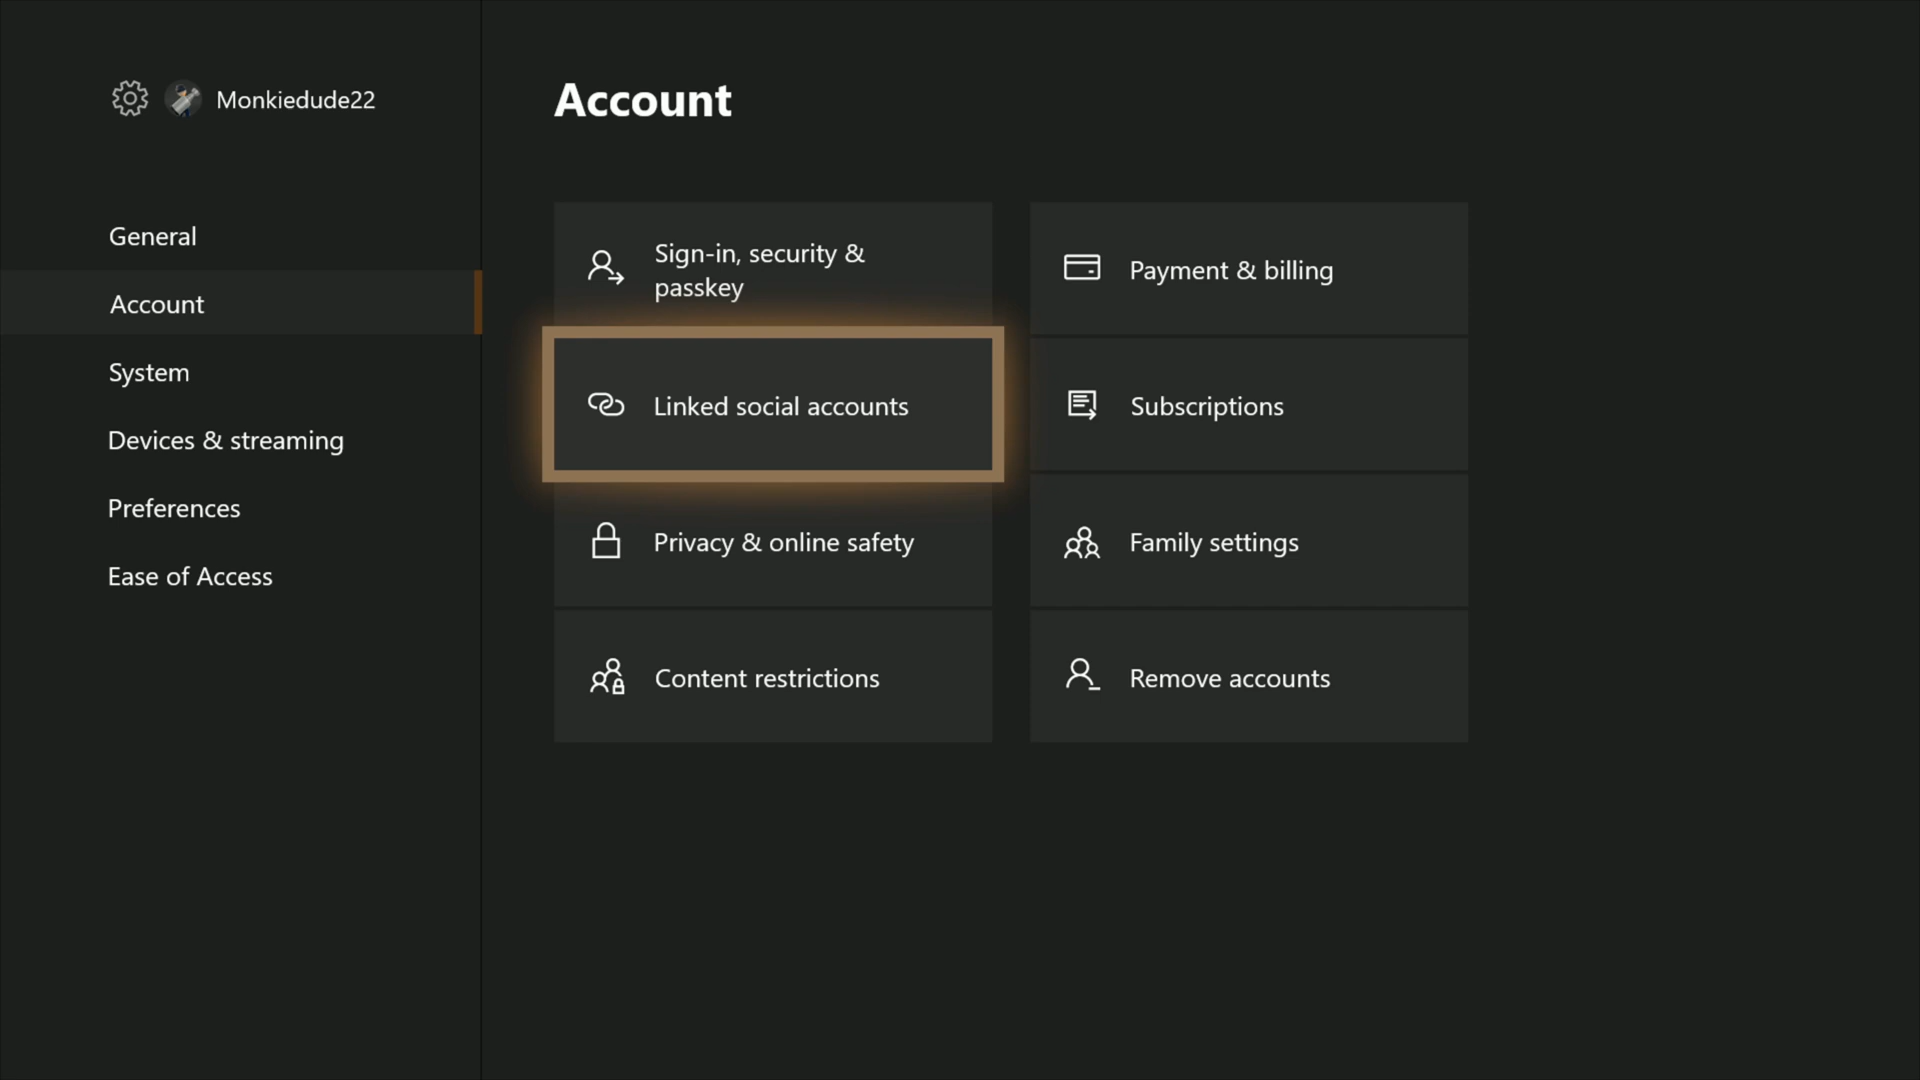 Monkiedude22
General
Account
System
Devices & streaming
Preferences
Ease of Access
Account
Sign-in, security &
passkey
Linked social accounts
Privacy & online safety
Content restrictions
Payment & billing
Subscriptions
Family settings
Remove accounts